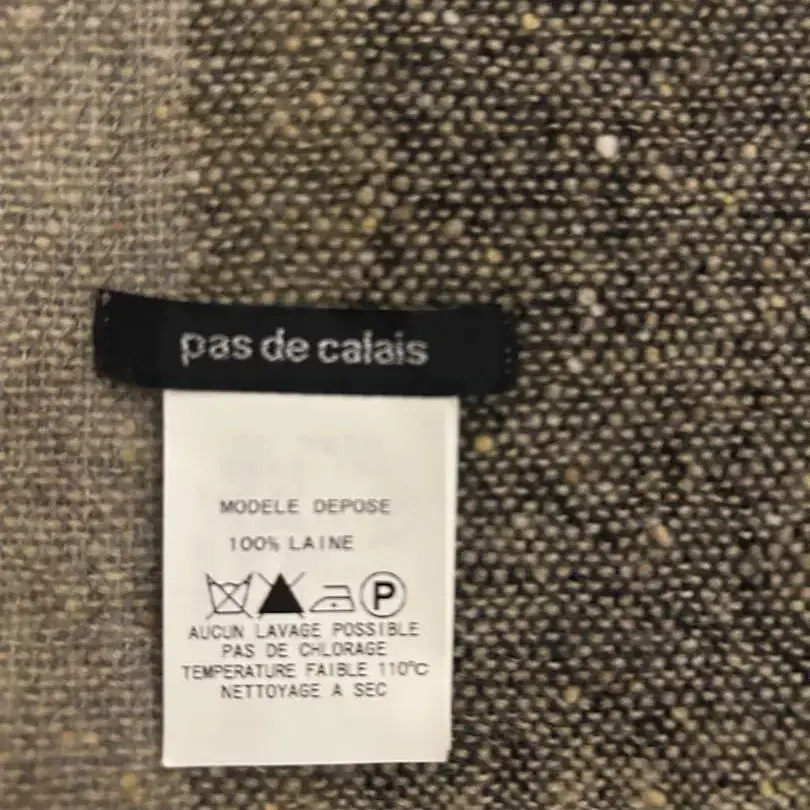 pas de calais
MODELE DEPOSE
100% LAINE
P
AUCUN LAVAGE POSSIBLE
PAS DE CHLORAGE
TEMPERATURE FAIBLE 110°C
NETTOYAGE A SEC